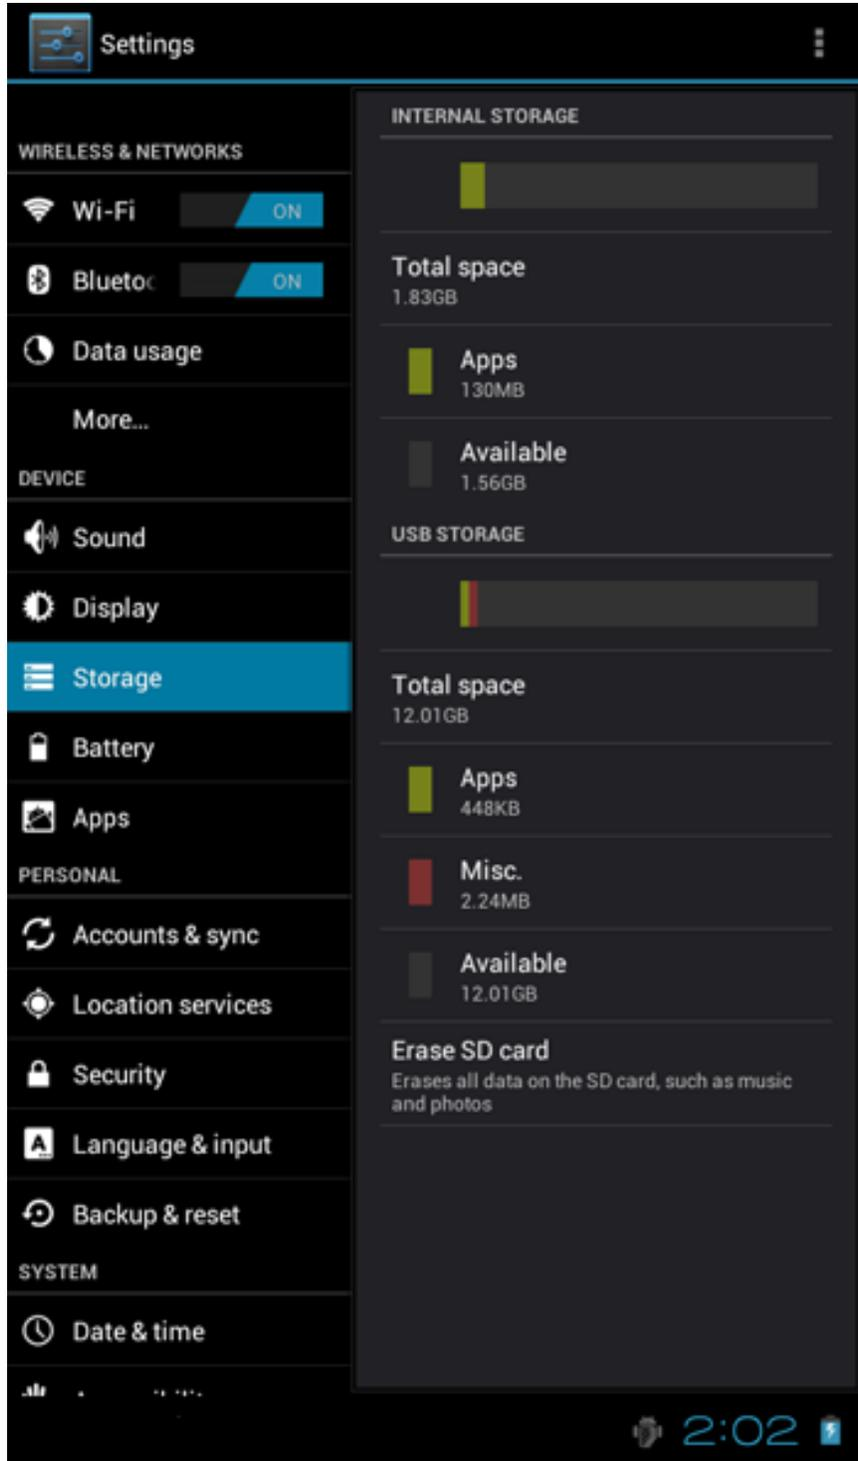 Settings
WIRELESS & NETWORKS
Wi-Fi
ON
Bluetoc
ON
Data usage
More...
DEVICE
Sound
Display
Storage
Battery
Apps
PERSONAL
Accounts & sync
Location services
Security
Language & input
Backup & reset
SYSTEM
Date & time
INTERNAL STORAGE
Total space
1.83GB
Apps
130MB
Available
1.56GB
USB STORAGE
Total space
12.01GB
Apps
448KB
Misc.
2.24MB
Available
12.01GB
Erase SD card
Erases all data on the SD card, such as music
and photos
2:02